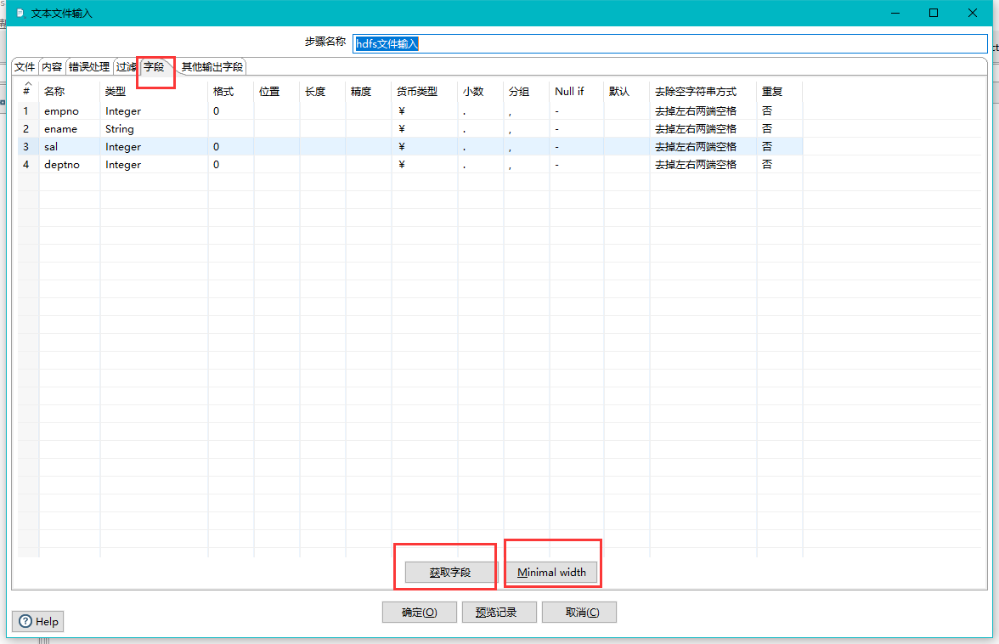 文本文件输入
步骤名称 hdfs文件输入
文件 内容 错误处理 过滤 字段 其他输出字段
# 名称 类型 格式 位置 长度 精度 货币类型 小数 分组 Null if 默认 去除空字符串方式 重复
1 empno Integer 0 ¥ . , - 去掉左右两端空格 否
2 ename String ¥ . , - 去掉左右两端空格 否
3 sal Integer 0 ¥ . , - 去掉左右两端空格 否
4 deptno Integer 0 ¥ . , - 去掉左右两端空格 否
获取字段 Minimal width
确定(O) 预览记录 取消(C)
Help